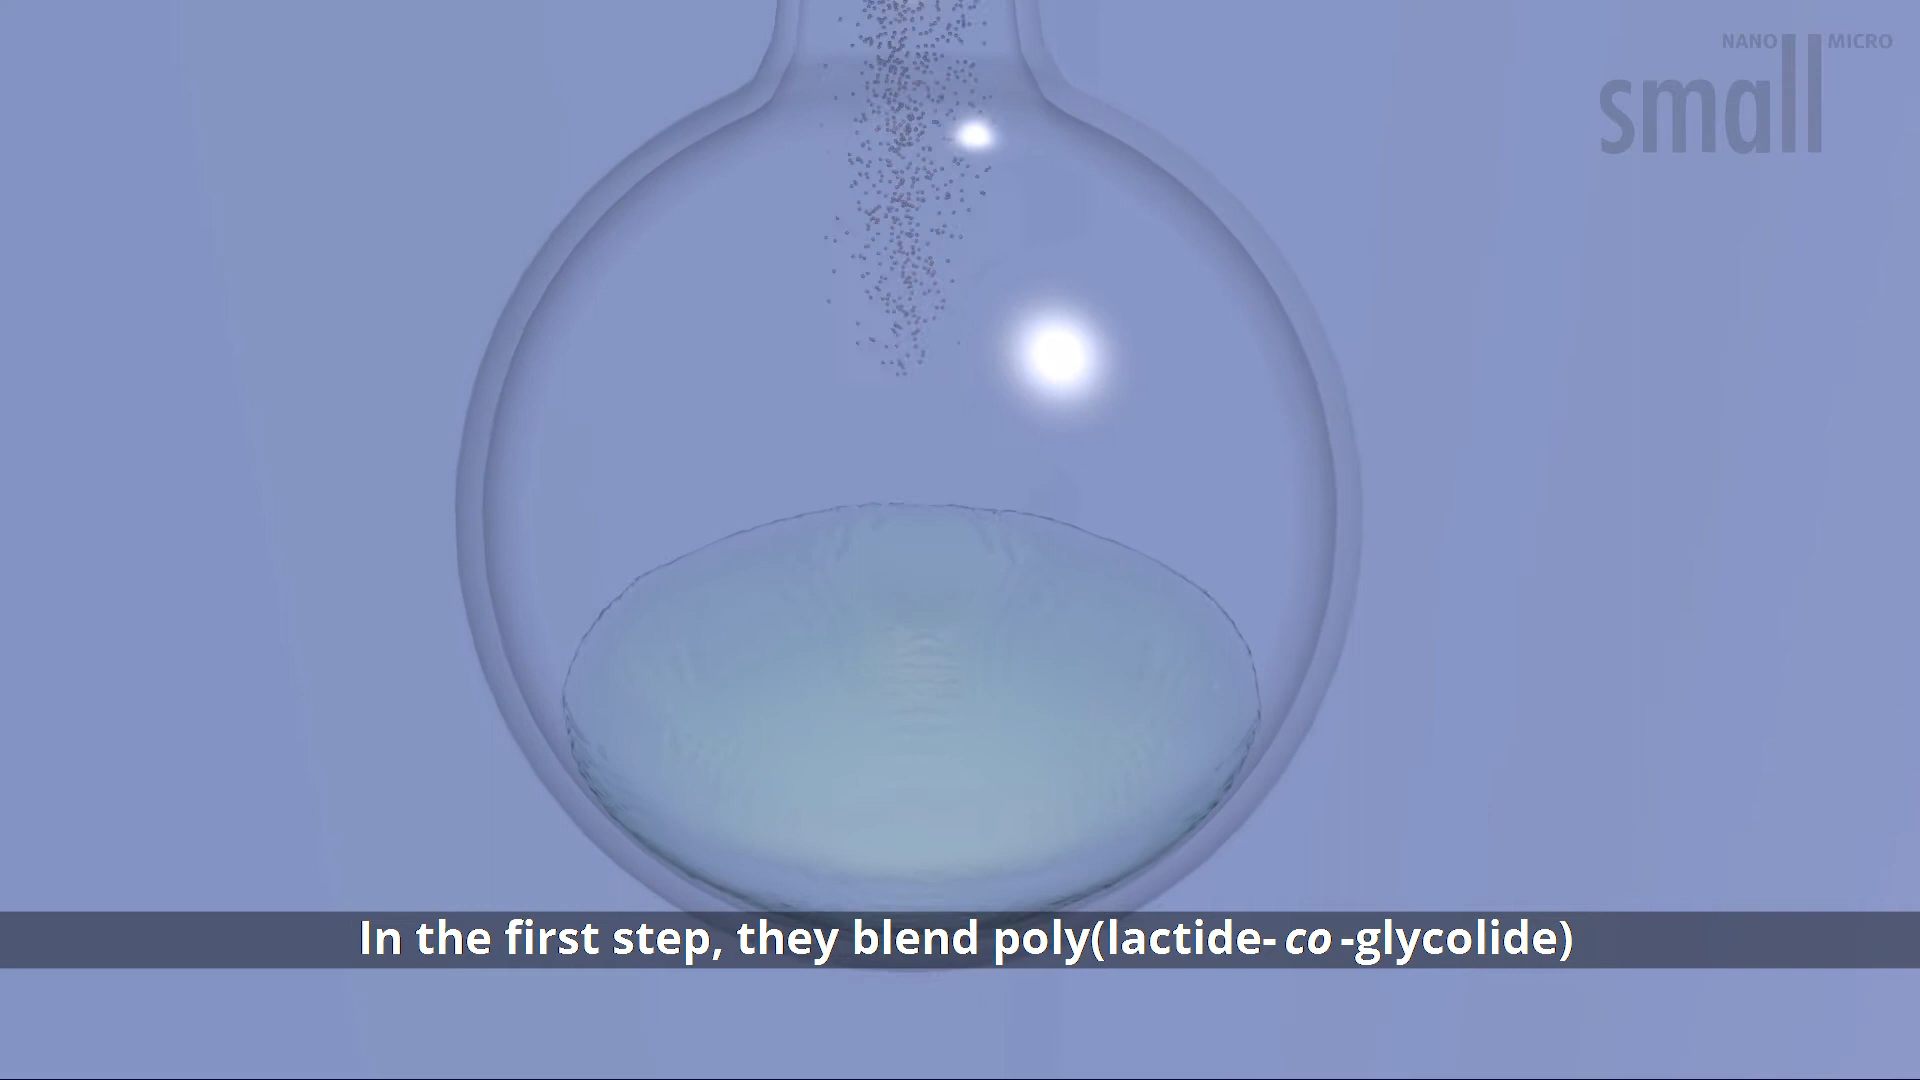 NANO MICRO
small
In the first step, they blend poly(lactide-co-glycolide)